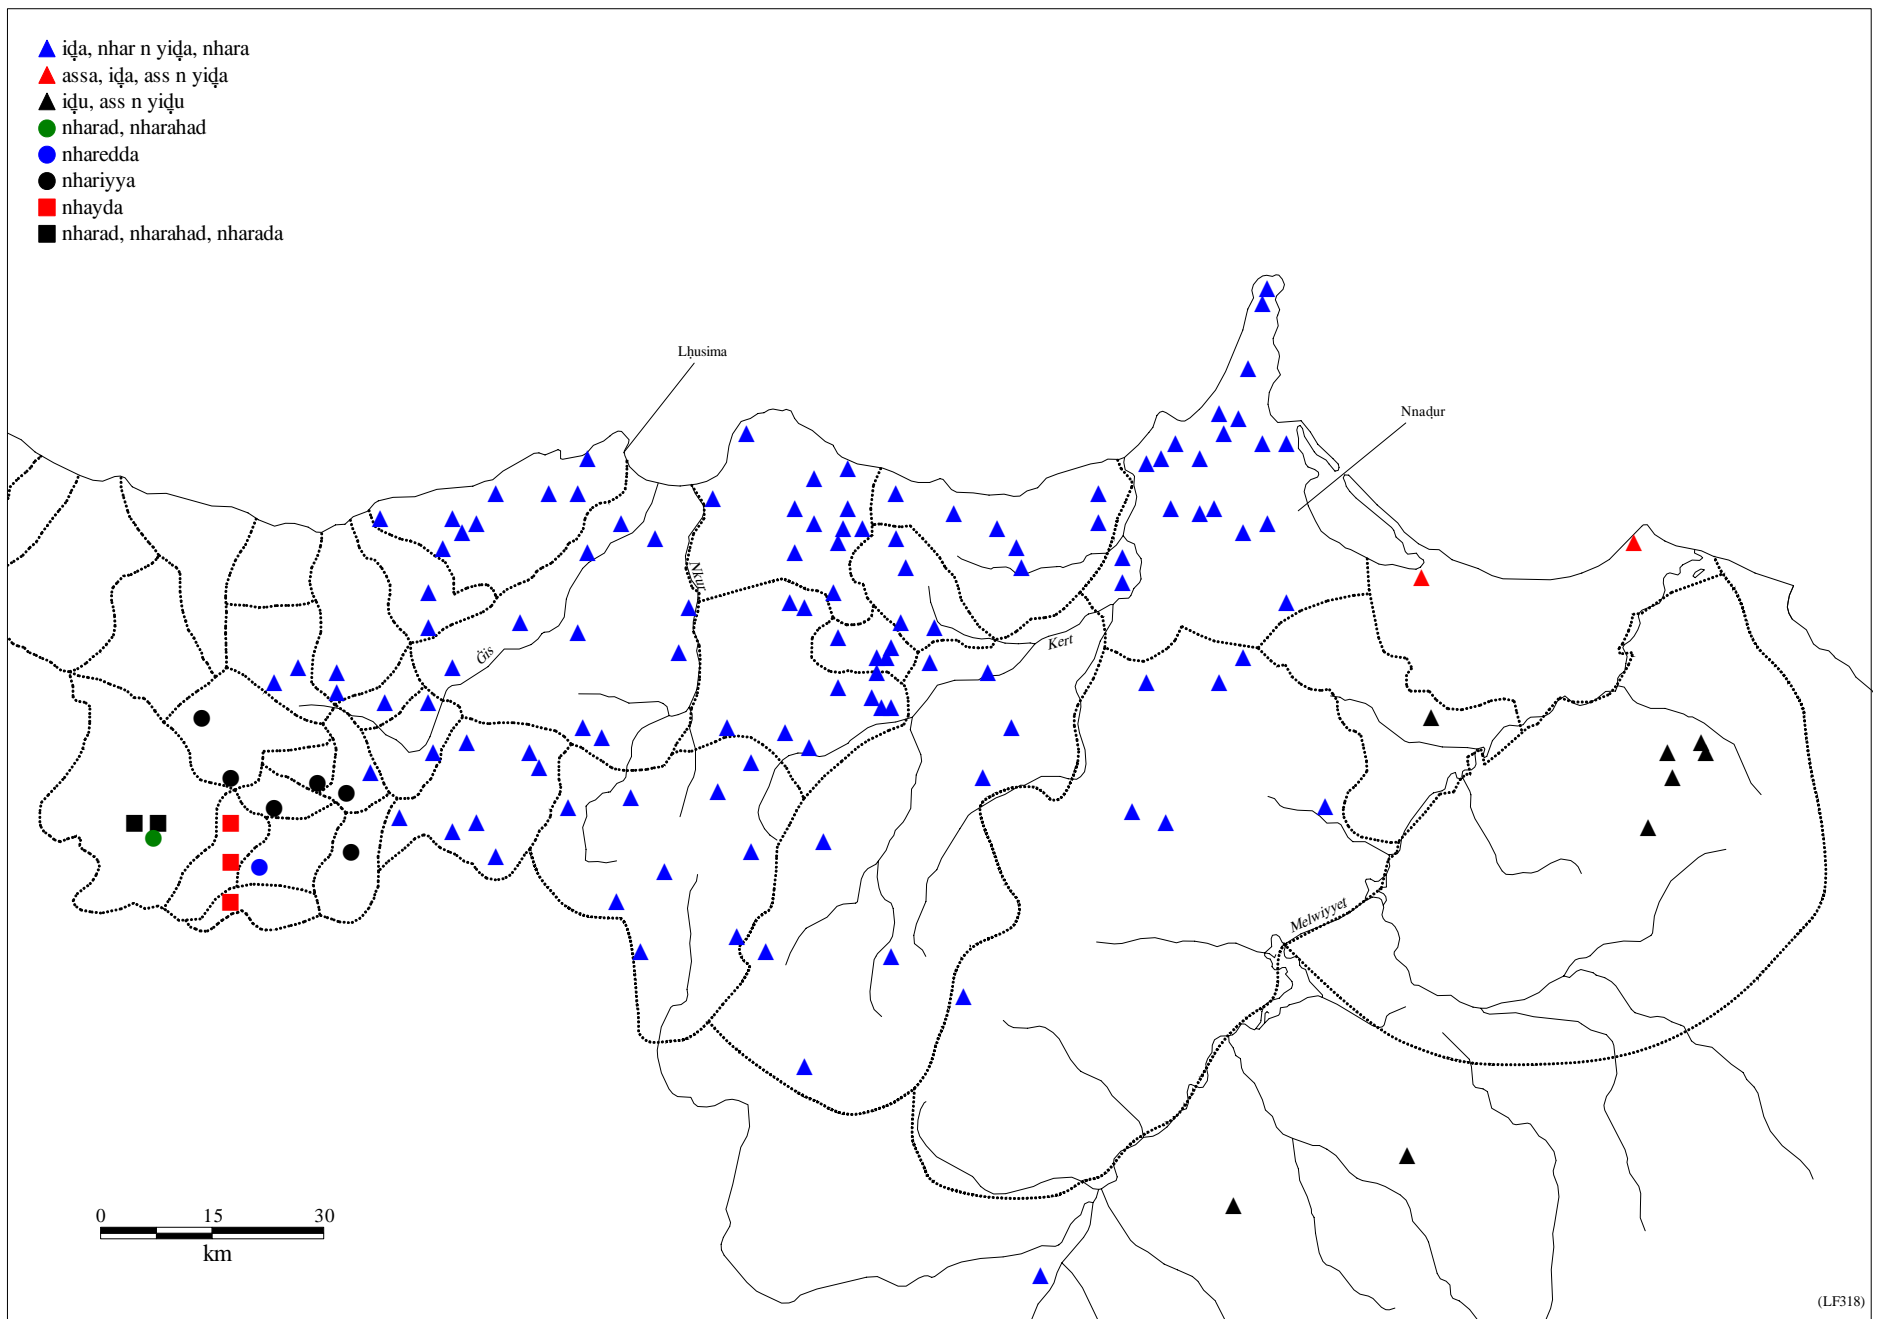 iḍa, nhar n yiḍa, nhara
assa, iḍa, ass n yiḍa
iḍu, ass n yiḍu
nharad, nharahad
nharedda
nhariyya
nhayda
nharad, nharahad, nharada
Lḥusima
Nnaḍur
Nkur
Ğis
Kert
Melwiyyet
0 15 30
km
(LF318)